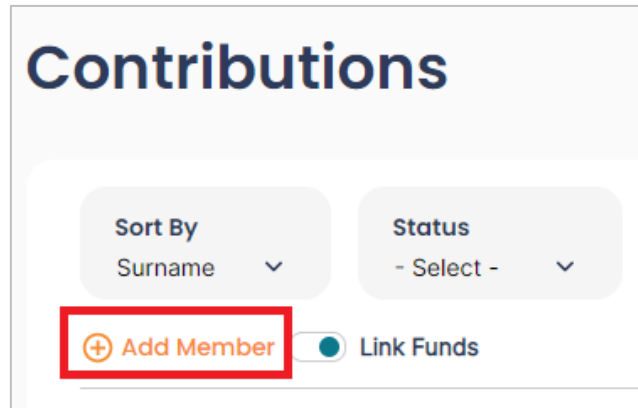 Contributions
Sort By
Surname
Status
- Select -
Add Member
Link Funds